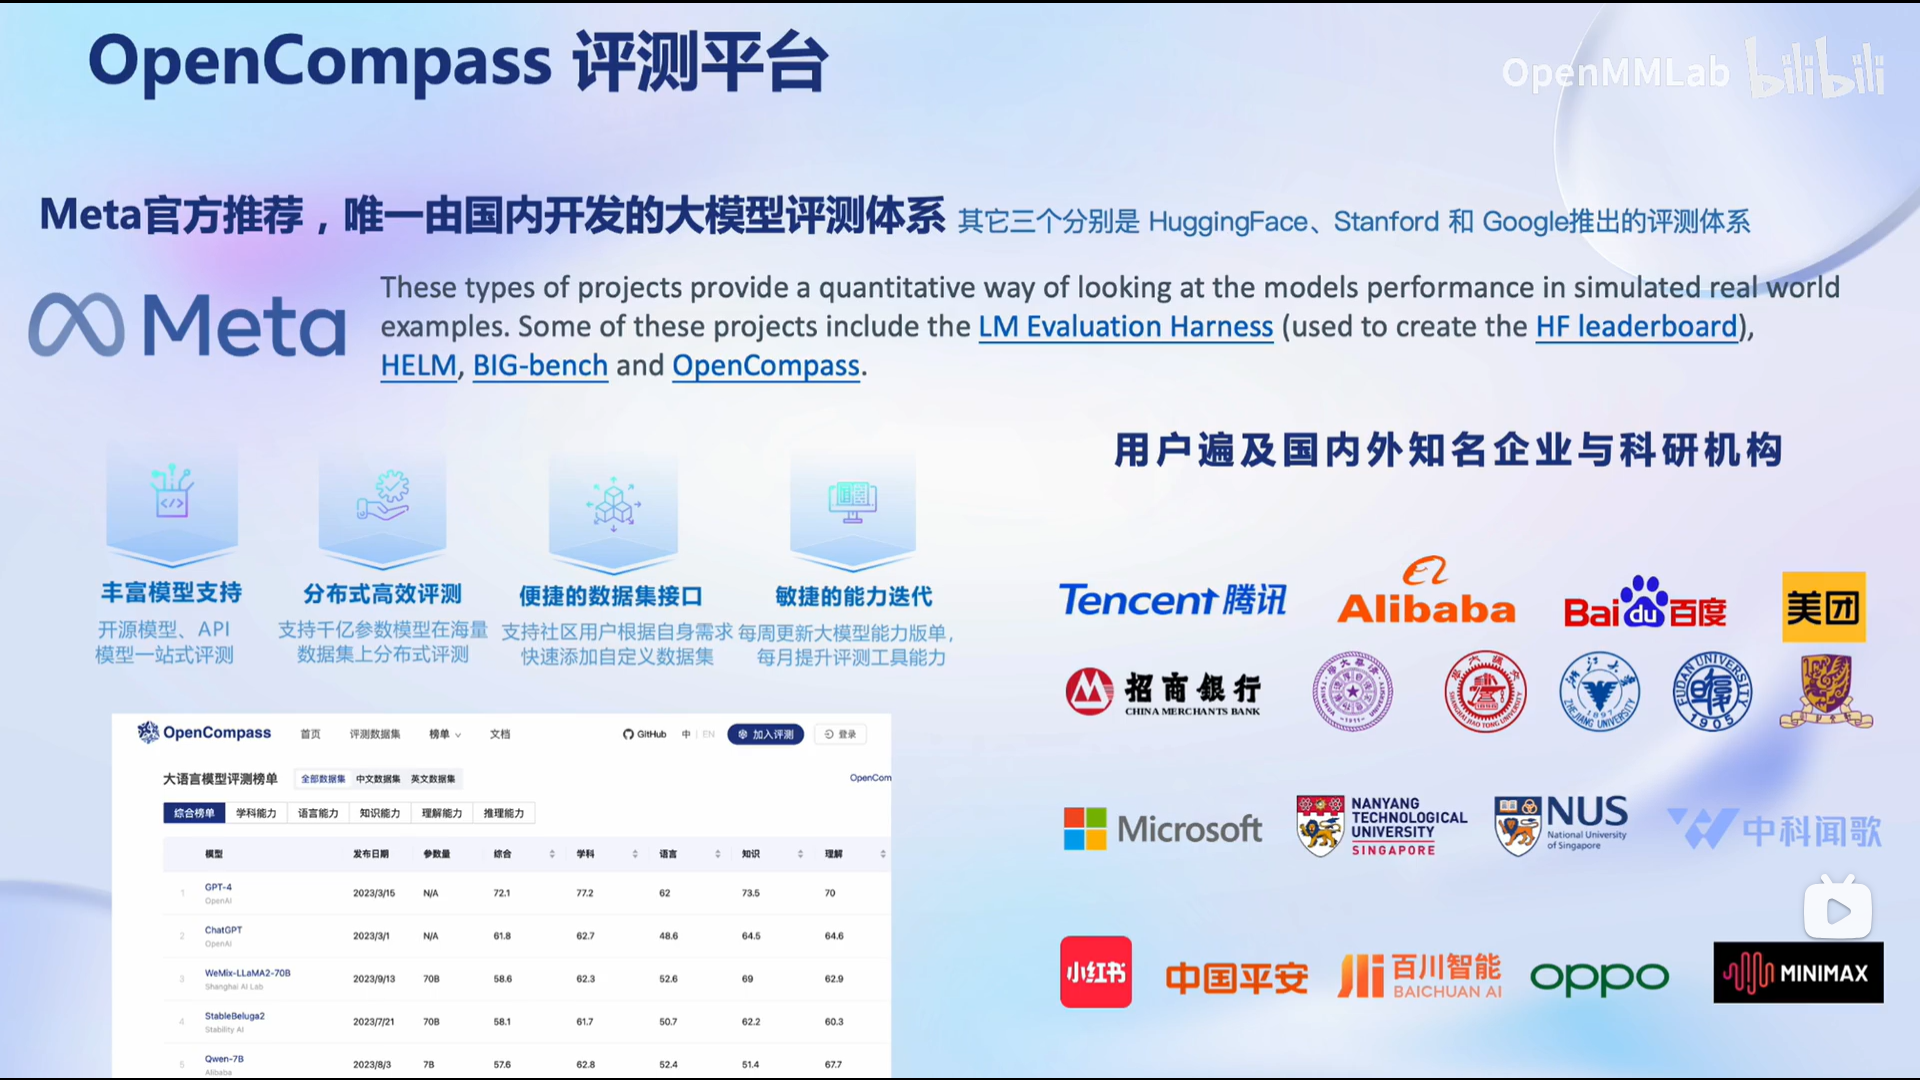 OpenCompass 评测平台
OpenMMLab bilibili
Meta官方推荐，唯一由国内开发的大模型评测体系 其它三个分别是 HuggingFace、Stanford 和 Google推出的评测体系
Meta
These types of projects provide a quantitative way of looking at the models performance in simulated real world
examples. Some of these projects include the LM Evaluation Harness (used to create the HF leaderboard),
HELM, BIG-bench and OpenCompass.
用户遍及国内外知名企业与科研机构
丰富模型支持
开源模型、API
模型一站式评测
分布式高效评测
支持千亿参数模型在海量
数据集上分布式评测
便捷的数据集接口
支持社区用户根据自身需求
快速添加自定义数据集
敏捷的能力迭代
每周更新大模型能力版单，
每月提升评测工具能力
OpenCompass 首页 评测数据集 榜单 文档 GitHub 中 EN 加入评测 登录
大语言模型评测榜单 全部数据集 中文数据集 英文数据集 OpenCom
综合榜单 学科能力 语言能力 知识能力 理解能力 推理能力
模型 发布日期 参数量 综合 学科 语言 知识 理解
1 GPT-4 2023/3/15 N/A 72.1 77.2 62 73.5 70
OpenAI
2 ChatGPT 2023/3/1 N/A 61.8 62.7 48.6 64.5 64.6
OpenAI
3 WeMix-LLaMA2-70B 2023/9/13 70B 58.6 62.3 52.6 69 62.9
Shanghai AI Lab
4 StableBeluga2 2023/7/21 70B 58.1 61.7 50.7 62.2 60.3
Stability AI
5 Qwen-7B 2023/8/3 7B 57.6 62.8 52.4 51.4 67.7
Alibaba
Tencent 腾讯
Alibaba
Bai du 百度
美团
招商银行
CHINA MERCHANTS BANK
TSINGHUA UNIVERSITY
1911
SHANGHAI JIAO TONG UNIVERSITY
ZHEJIANG UNIVERSITY
1897
FUDAN UNIVERSITY
1905
Microsoft
NANYANG
TECHNOLOGICAL
UNIVERSITY
SINGAPORE
NUS
National University
of Singapore
中科闻歌
小红书
中国平安
百川智能
BAICHUAN AI
oppo
MINIMAX